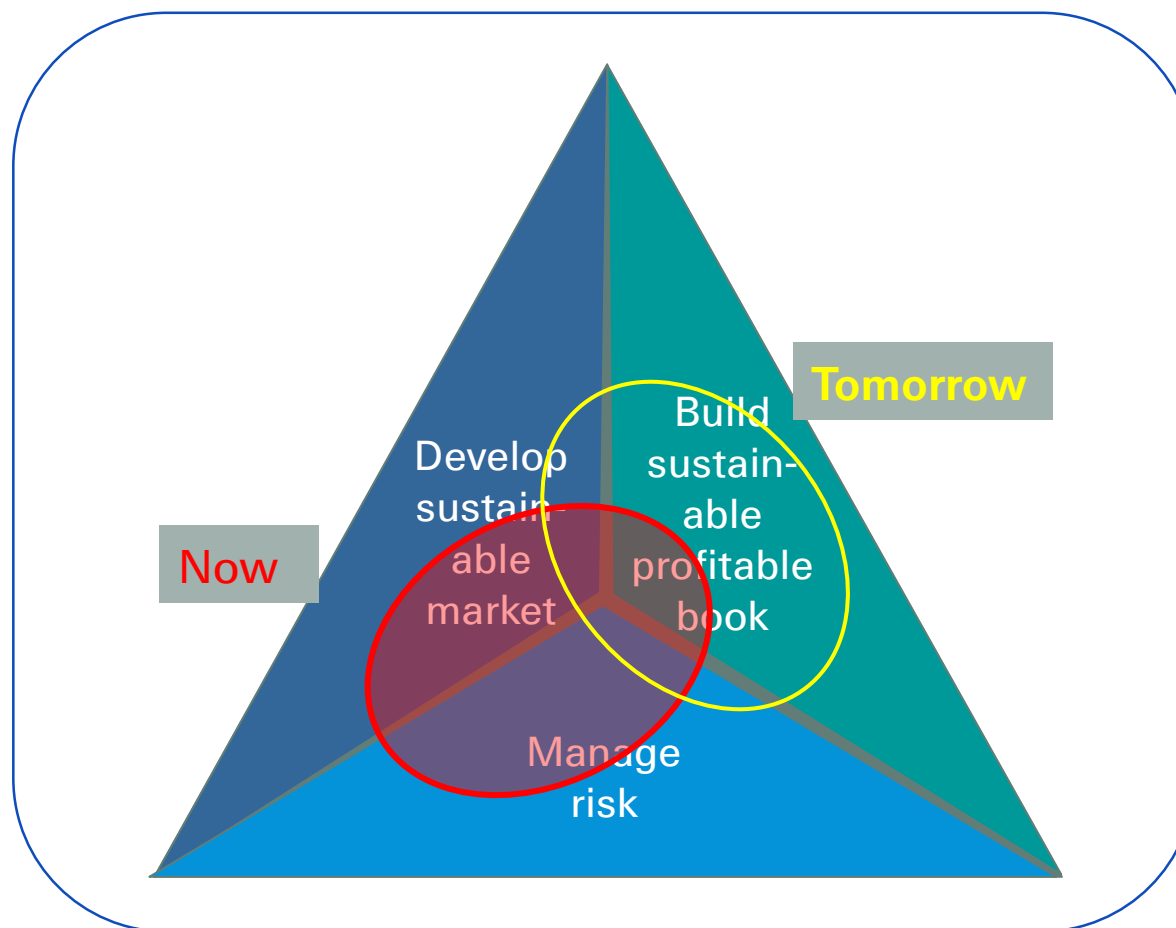 Tomorrow
Build
sustain-
able
profitable
book
Develop
sustain-
able
market
Now
Manage
risk